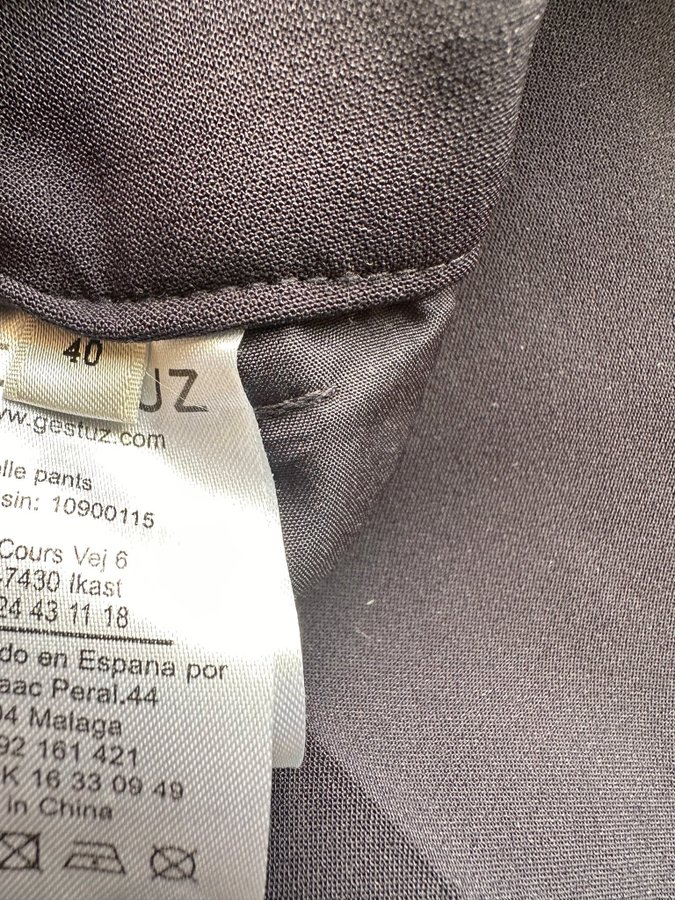 40
UZ
www.gestuz.com
lle pants
sin: 10900115
Cours Vej 6
7430 Ikast
24 43 11 18
do en Espana por
aac Peral.44
04 Malaga
92 161 421
K 16 33 09 49
in China